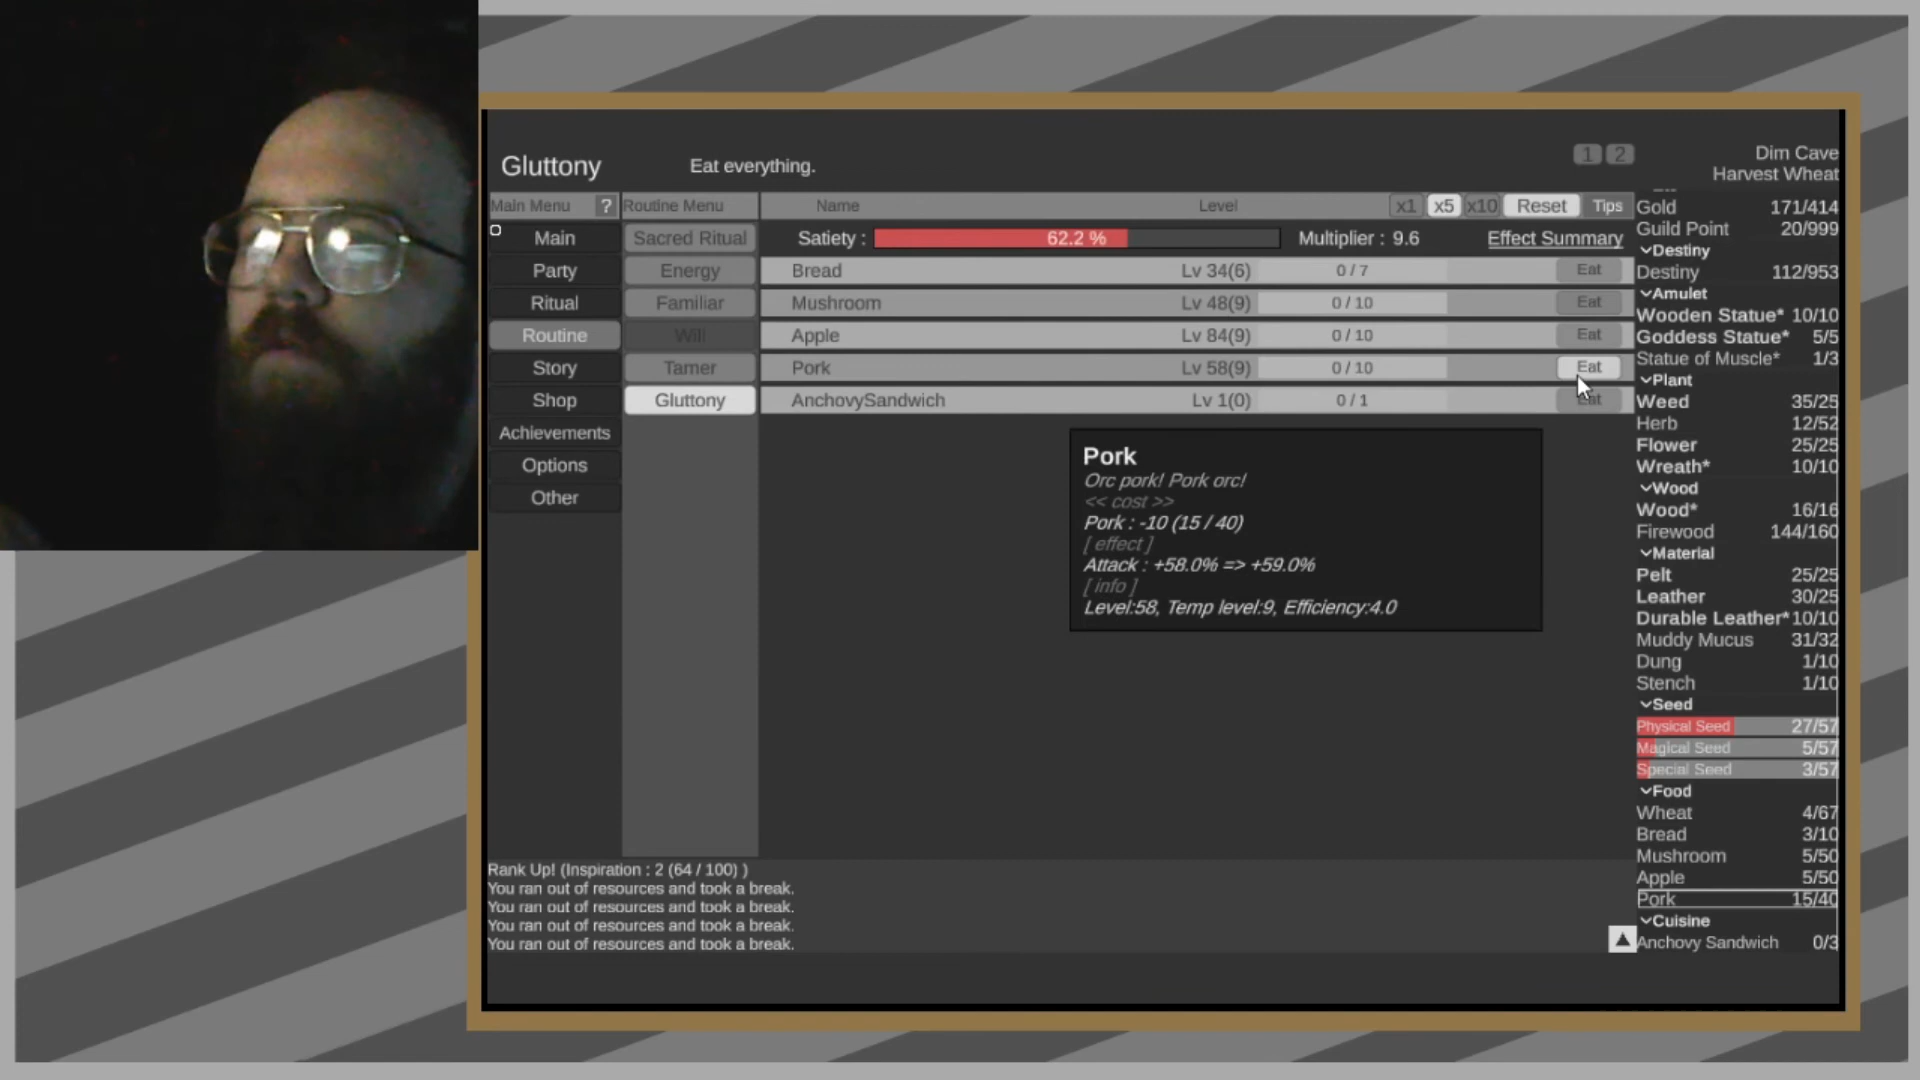 Gluttony
Eat everything.
1 2
Dim Cave
Harvest Wheat
Main Menu ?
Routine Menu
Name Level x1 x5 x10 Reset Tips
Main
Party
Ritual
Routine
Story
Shop
Achievements
Options
Other
Sacred Ritual
Energy
Familiar
Will
Tamer
Gluttony
Satiety : 62.2 % Multiplier : 9.6 Effect Summary
Bread Lv 34(6) 0 / 7 Eat
Mushroom Lv 48(9) 0 / 10 Eat
Apple Lv 84(9) 0 / 10 Eat
Pork Lv 58(9) 0 / 10 Eat
AnchovySandwich Lv 1(0) 0 / 1 Eat
Pork
Orc pork! Pork orc!
<< cost >>
Pork : -10 (15 / 40)
[ effect ]
Attack : +58.0% => +59.0%
[ info ]
Level:58, Temp level:9, Efficiency:4.0
Rank Up! (Inspiration : 2 (64 / 100) )
You ran out of resources and took a break.
You ran out of resources and took a break.
You ran out of resources and took a break.
You ran out of resources and took a break.
Gold 171/414
Guild Point 20/999
Destiny
Destiny 112/953
Amulet
Wooden Statue* 10/10
Goddess Statue* 5/5
Statue of Muscle* 1/3
Plant
Weed 35/25
Herb 12/52
Flower 25/25
Wreath* 10/10
Wood
Wood* 16/16
Firewood 144/160
Material
Pelt 25/25
Leather 30/25
Durable Leather* 10/10
Muddy Mucus 31/32
Dung 1/10
Stench 1/10
Seed
Physical Seed 27/57
Magical Seed 5/57
Special Seed 3/57
Food
Wheat 4/67
Bread 3/10
Mushroom 5/50
Apple 5/50
Pork 15/40
Cuisine
Anchovy Sandwich 0/3